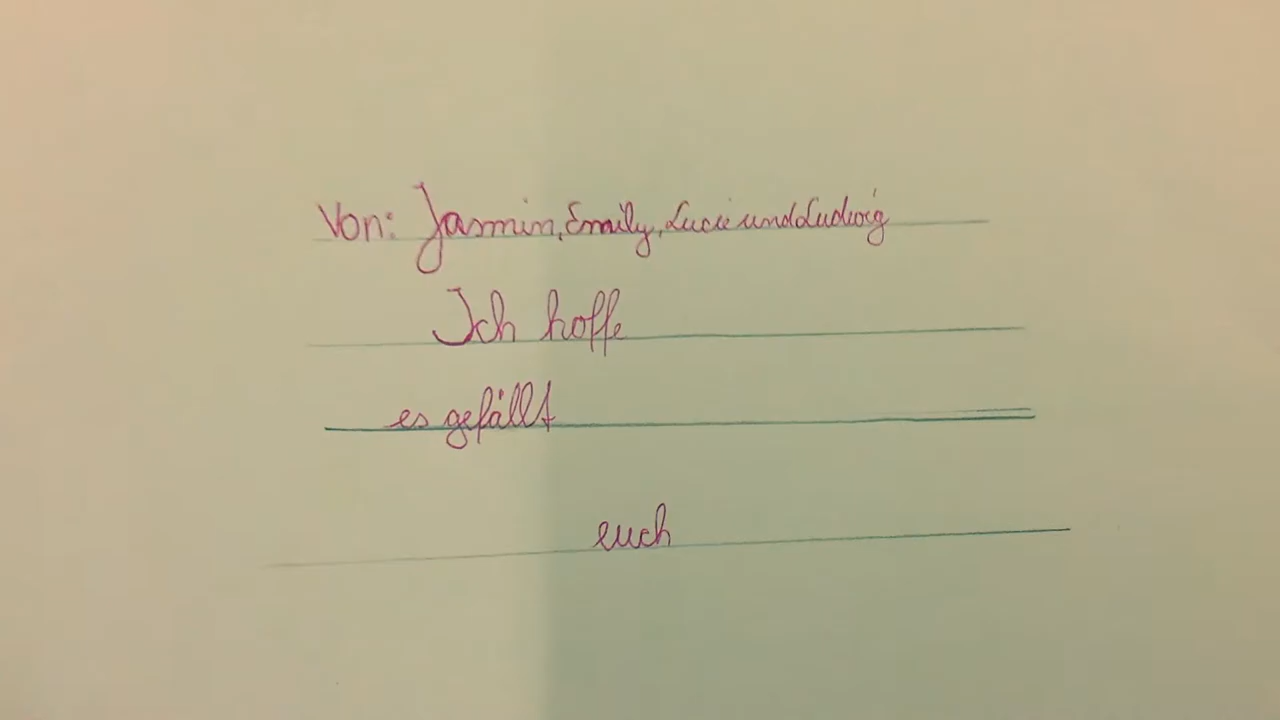 Von: Jasmin, Emily, Lucie und Ludwig
Ich hoffe
es gefällt
euch